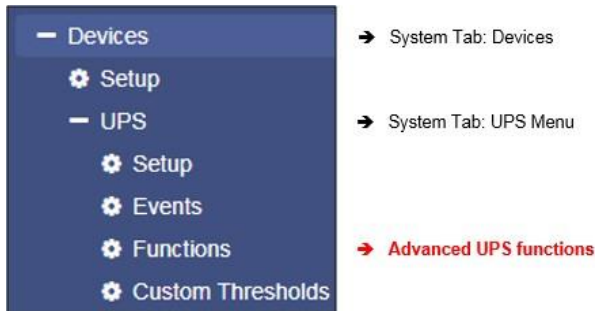 Devices → System Tab: Devices
Setup
UPS → System Tab: UPS Menu
Setup
Events
Functions → Advanced UPS functions
Custom Thresholds